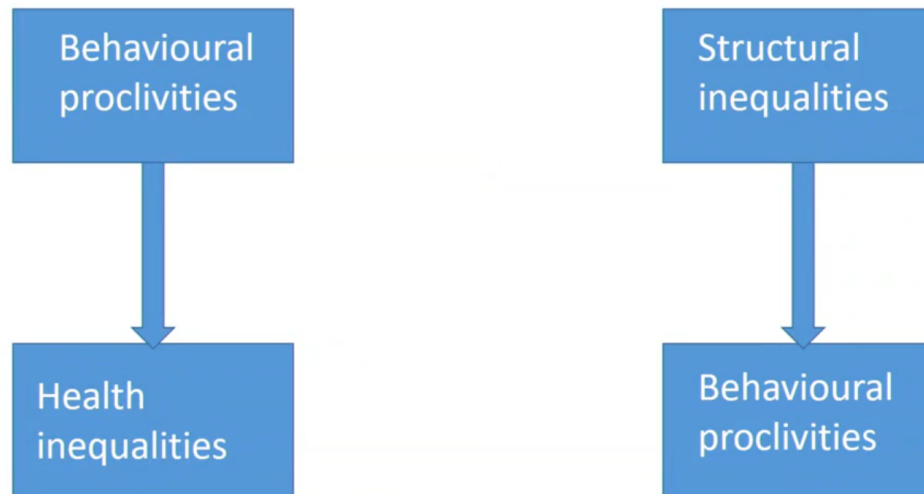 Behavioural
proclivities
Structural
inequalities
Health
inequalities
Behavioural
proclivities